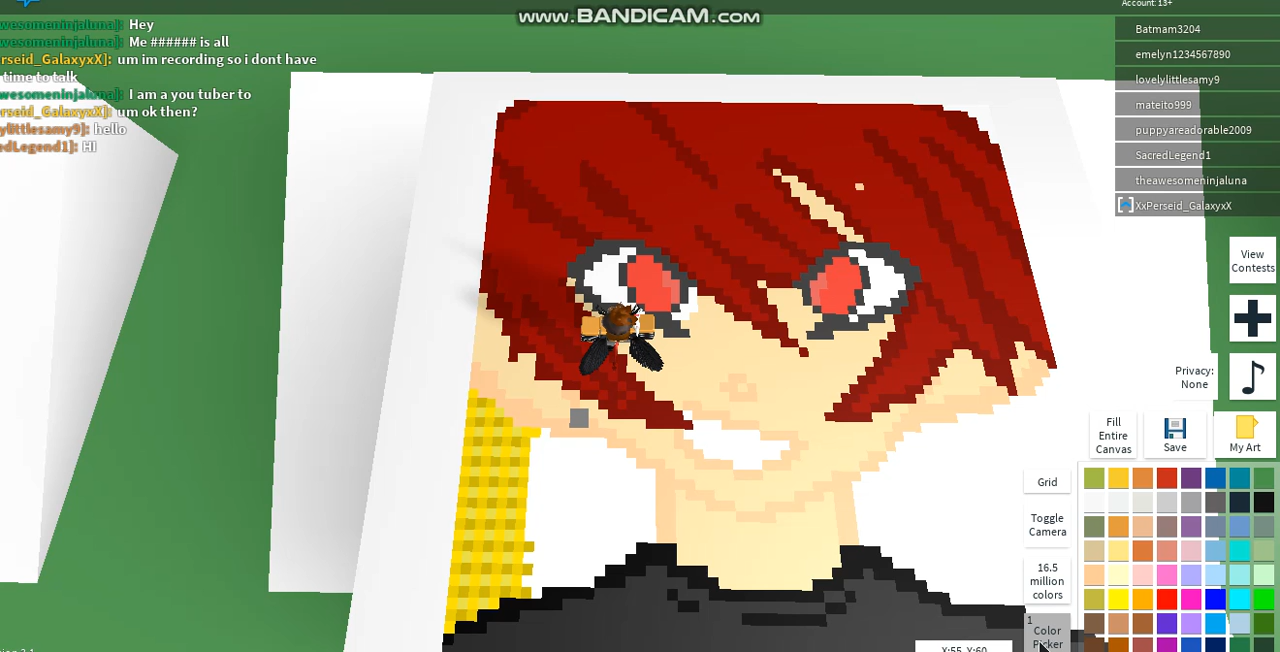 www.BANDICAM.com
Account: 13+
wesomeninjaluna]: Hey
wesomeninjaluna]: Me ###### is all
rseid_GalaxyxX]: um im recording so i dont have
time to talk
wesomeninjaluna]: I am a you tuber to
erseid_GalaxyxX]: um ok then?
ylittlesamy9]: hello
edLegend1]: HI
Batmam3204
emelyn1234567890
lovelylittlesamy9
mateito999
puppyareadorable2009
SacredLegend1
theawesomeninjaluna
XxPerseid_GalaxyxX
View
Contests
Privacy:
None
Fill
Entire
Canvas
Save
My Art
Grid
Toggle
Camera
16.5
million
colors
1
Color
Picker
X:55, Y:60